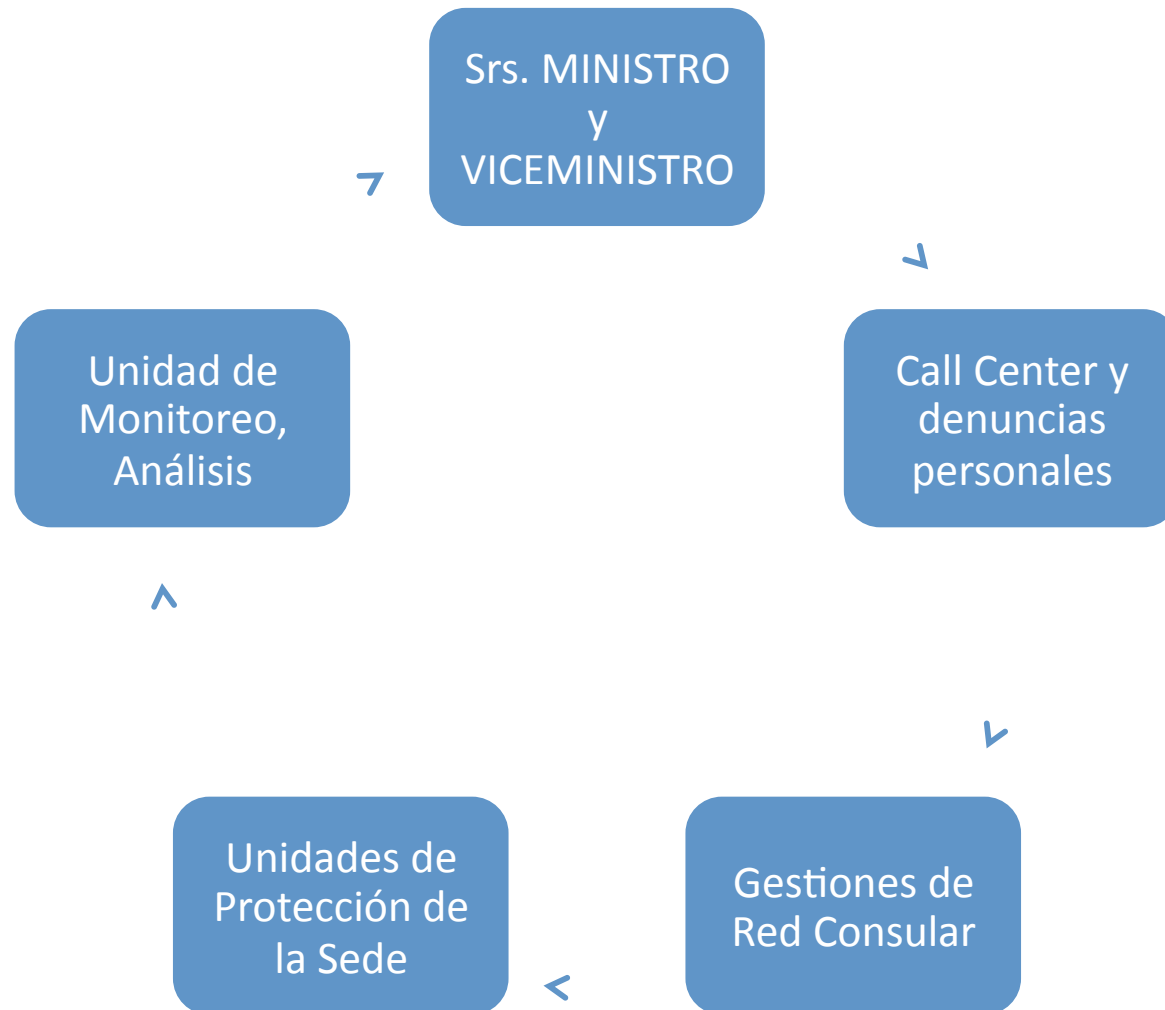 Srs. MINISTRO
y
VICEMINISTRO
Call Center y
denuncias
personales
Gestiones de
Red Consular
Unidades de
Protección de
la Sede
Unidad de
Monitoreo,
Análisis